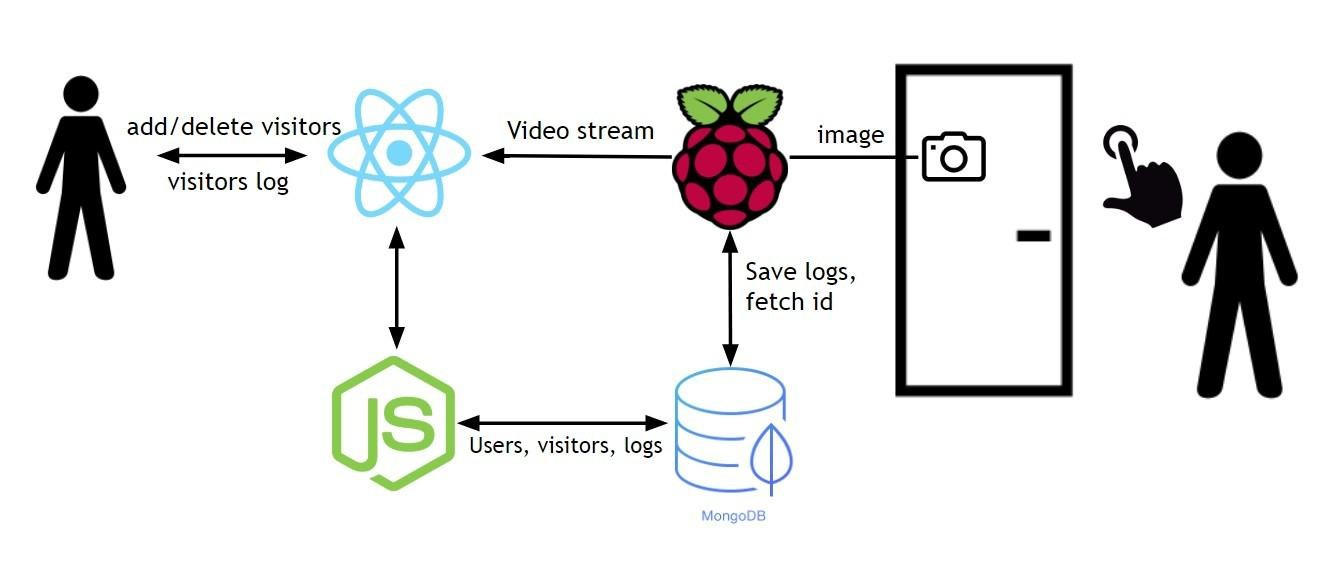 add/delete visitors
visitors log
Video stream
image
Save logs,
fetch id
JS
Users, visitors, logs
MongoDB